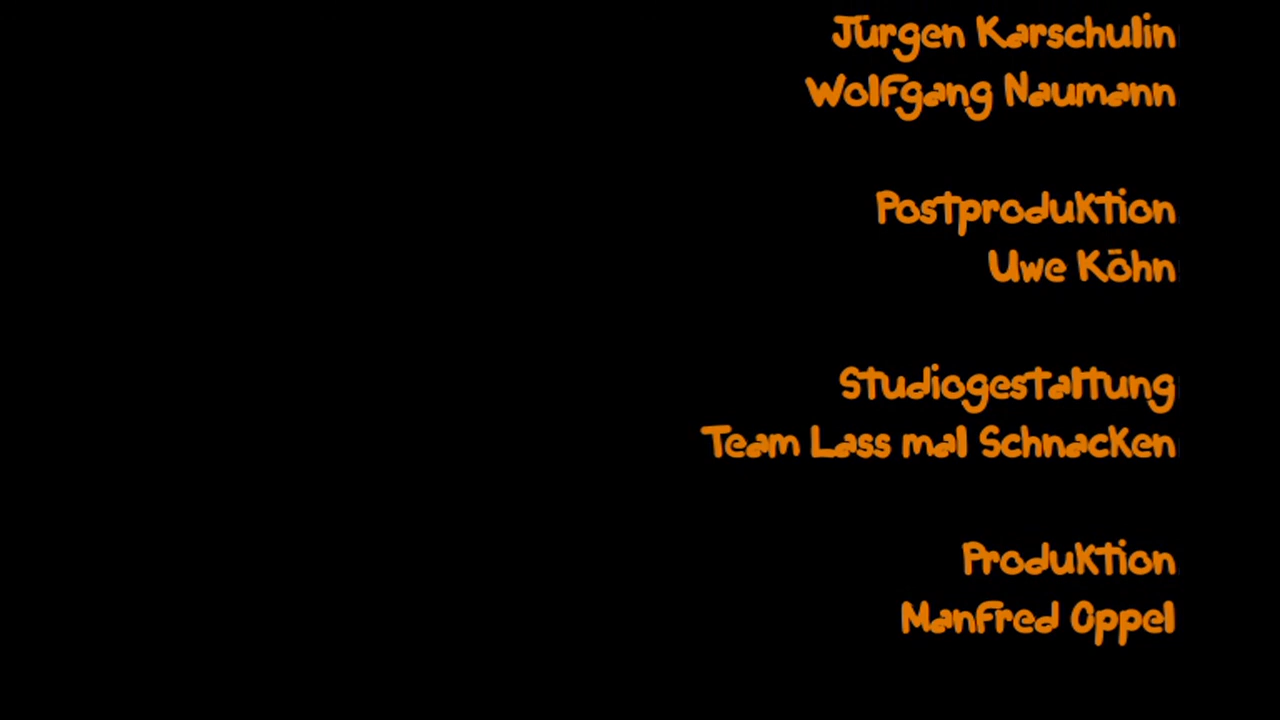 Jürgen Karschulin
Wolfgang Naumann
Postproduktion
Uwe Köhn
Studiogestaltung
Team Lass mal Schnacken
Produktion
Manfred Oppel